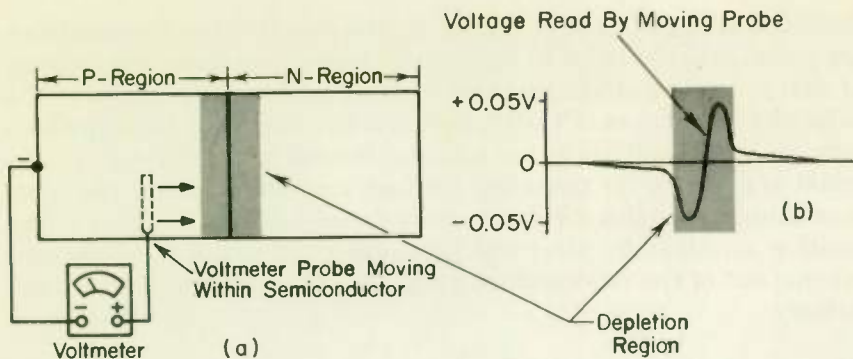 Voltage Read By Moving Probe
P-Region
N-Region
+0.05V
0
-0.05V
(b)
-
Voltmeter Probe Moving
Within Semiconductor
- +
Voltmeter
(a)
Depletion
Region